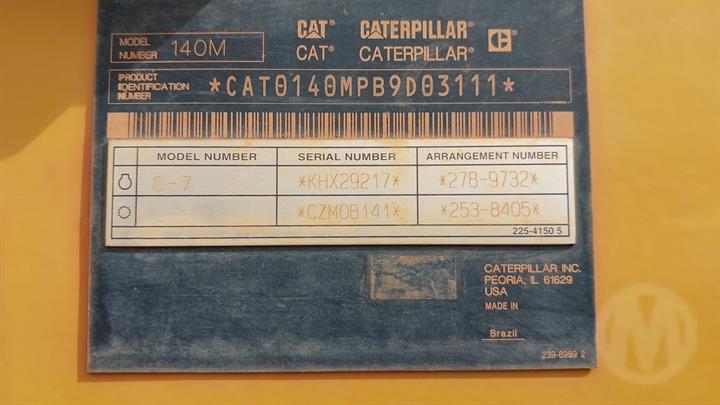 CAT® CATERPILLAR®
CAT® CATERPILLAR®
MODEL NUMBER 140M
PRODUCT IDENTIFICATION NUMBER *CAT0140MPB9D03111*
MODEL NUMBER SERIAL NUMBER ARRANGEMENT NUMBER
C-7 *KHX29217* *278-9732*
*CZM08141* *253-8405*
225-4150 5
CATERPILLAR INC.
PEORIA, IL 61629
USA
MADE IN
Brazil
239-6989 2
M